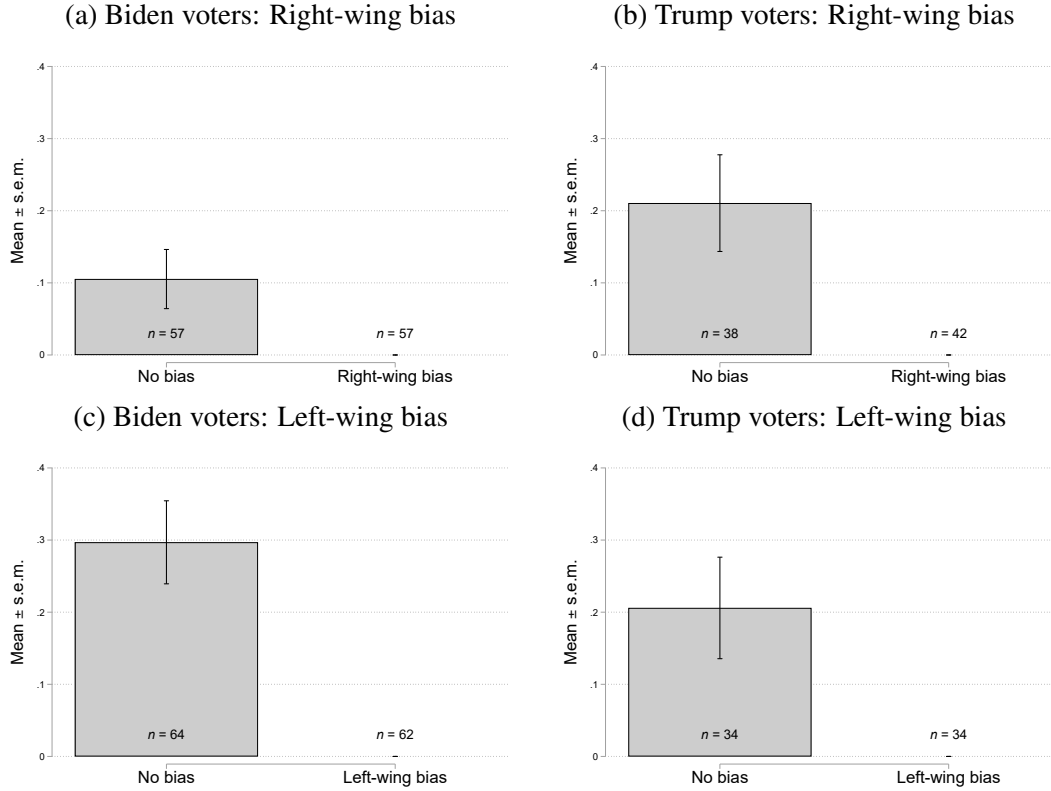 (a) Biden voters: Right-wing bias
.4
.3
.2
.1
0
Mean ± s.e.m.
n = 57
n = 57
No bias
Right-wing bias
(b) Trump voters: Right-wing bias
.4
.3
.2
.1
0
Mean ± s.e.m.
n = 38
n = 42
No bias
Right-wing bias
(c) Biden voters: Left-wing bias
.4
.3
.2
.1
0
Mean ± s.e.m.
n = 64
n = 62
No bias
Left-wing bias
(d) Trump voters: Left-wing bias
.4
.3
.2
.1
0
Mean ± s.e.m.
n = 34
n = 34
No bias
Left-wing bias